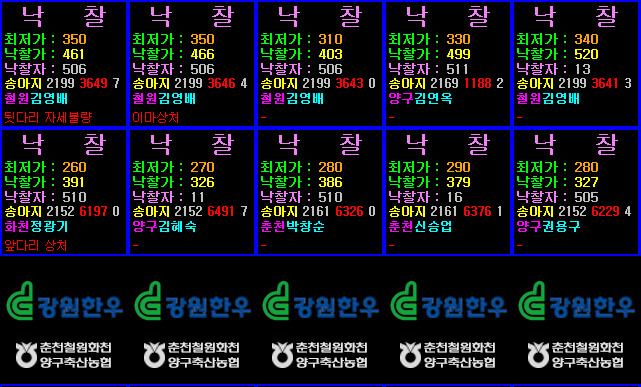 낙 찰
최저가 : 350
낙찰가 : 461
낙찰자 : 506
송아지 2199 3649 7
철원김영배
뒷다리 자세불량
낙 찰
최저가 : 350
낙찰가 : 466
낙찰자 : 506
송아지 2199 3646 4
철원김영배
이마상처
낙 찰
최저가 : 310
낙찰가 : 403
낙찰자 : 506
송아지 2199 3643 0
철원김영배
-
낙 찰
최저가 : 330
낙찰가 : 499
낙찰자 : 511
송아지 2169 1188 2
양구김연옥
-
낙 찰
최저가 : 340
낙찰가 : 520
낙찰자 : 13
송아지 2199 3641 3
철원김영배
-
낙 찰
최저가 : 260
낙찰가 : 391
낙찰자 : 510
송아지 2152 6197 0
화천정광기
앞다리 상처
낙 찰
최저가 : 270
낙찰가 : 326
낙찰자 : 11
송아지 2152 6491 7
양구김혜숙
-
낙 찰
최저가 : 280
낙찰가 : 386
낙찰자 : 510
송아지 2161 6326 0
춘천박창순
-
낙 찰
최저가 : 290
낙찰가 : 379
낙찰자 : 16
송아지 2161 6376 1
춘천신승업
-
낙 찰
최저가 : 280
낙찰가 : 327
낙찰자 : 505
송아지 2152 6229 4
양구권용구
-
강원한우
춘천철원화천
양구축산농협
강원한우
춘천철원화천
양구축산농협
강원한우
춘천철원화천
양구축산농협
강원한우
춘천철원화천
양구축산농협
강원한우
춘천철원화천
양구축산농협